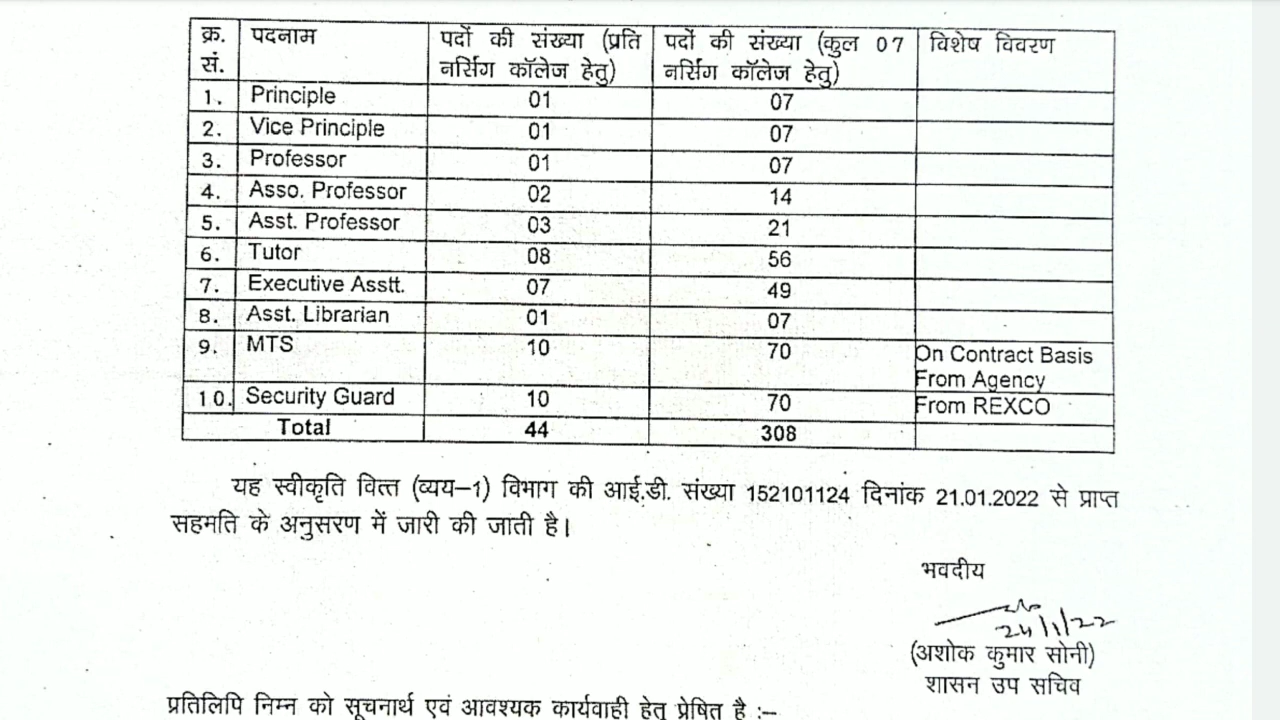 क्र. सं. पदनाम पदों की संख्या (प्रति नर्सिंग कॉलेज हेतु) पदों की संख्या (कुल 07 नर्सिंग कॉलेज हेतु) विशेष विवरण
1. Principle 01 07
2. Vice Principle 01 07
3. Professor 01 07
4. Asso. Professor 02 14
5. Asst. Professor 03 21
6. Tutor 08 56
7. Executive Asstt. 07 49
8. Asst. Librarian 01 07
9. MTS 10 70 On Contract Basis From Agency
10. Security Guard 10 70 From REXCO
Total 44 308
यह स्वीकृति वित्त (व्यय–1) विभाग की आई.डी. संख्या 152101124 दिनांक 21.01.2022 से प्राप्त
सहमति के अनुसरण में जारी की जाती है।
भवदीय
24/1/22
(अशोक कुमार सोनी)
शासन उप सचिव
प्रतिलिपि निम्न को सूचनार्थ एवं आवश्यक कार्यवाही हेतु प्रेषित है :–